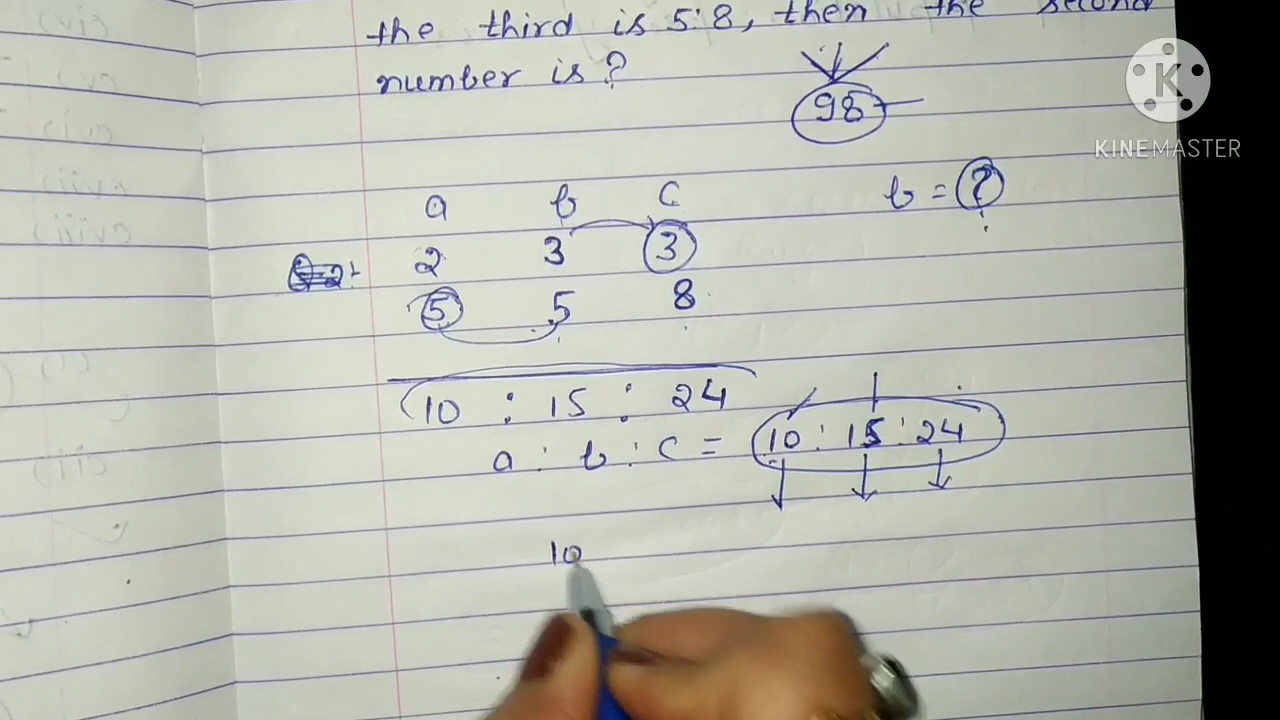 the third is 5:8, then the second
number is?
98
K
KINEMASTER
a b c
b = ?
2 3 3
5 5 8
10 : 15 : 24
a : b : c = 10 : 15 : 24
10